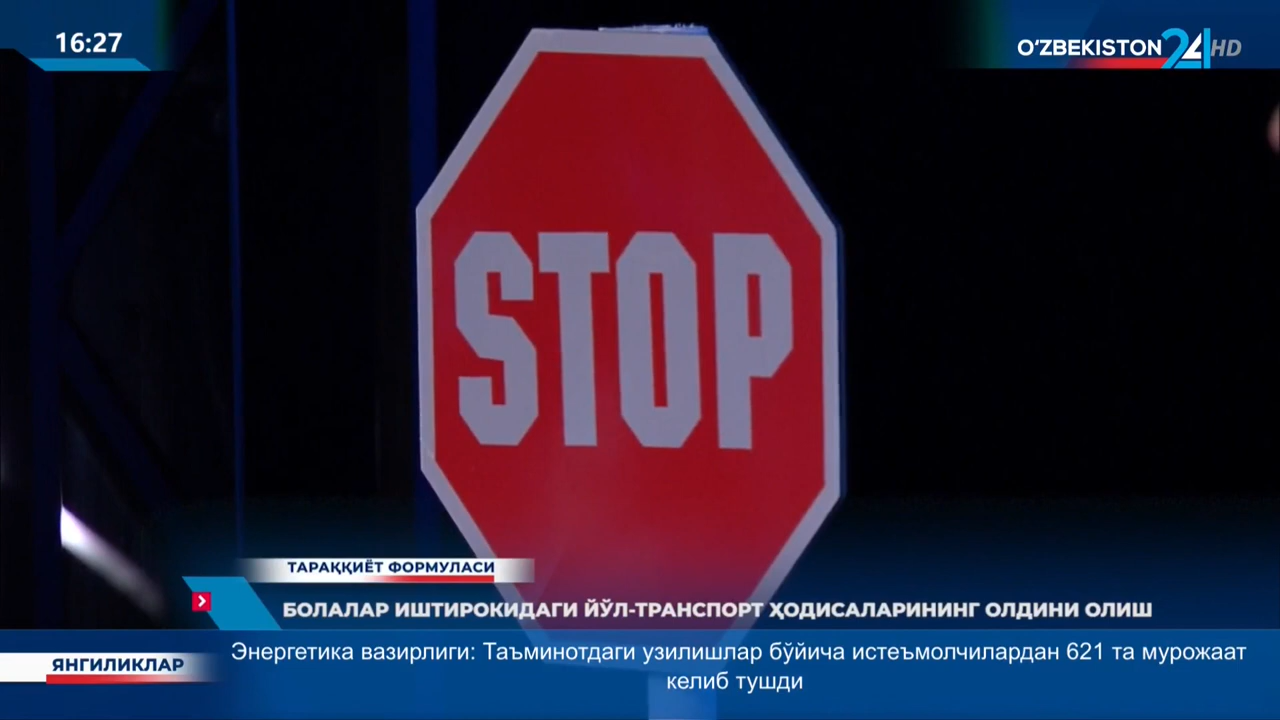 16:27
O‘ZBEKISTON 24 HD
STOP
ТАРАҚҚИЁТ ФОРМУЛАСИ
БОЛАЛАР ИШТИРОКИДАГИ ЙЎЛ-ТРАНСПОРТ ҲОДИСАЛАРИНИНГ ОЛДИНИ ОЛИШ
ЯНГИЛИКЛАР
Энергетика вазирлиги: Таъминотдаги узилишлар бўйича истеъмолчилардан 621 та мурожаат
келиб тушди